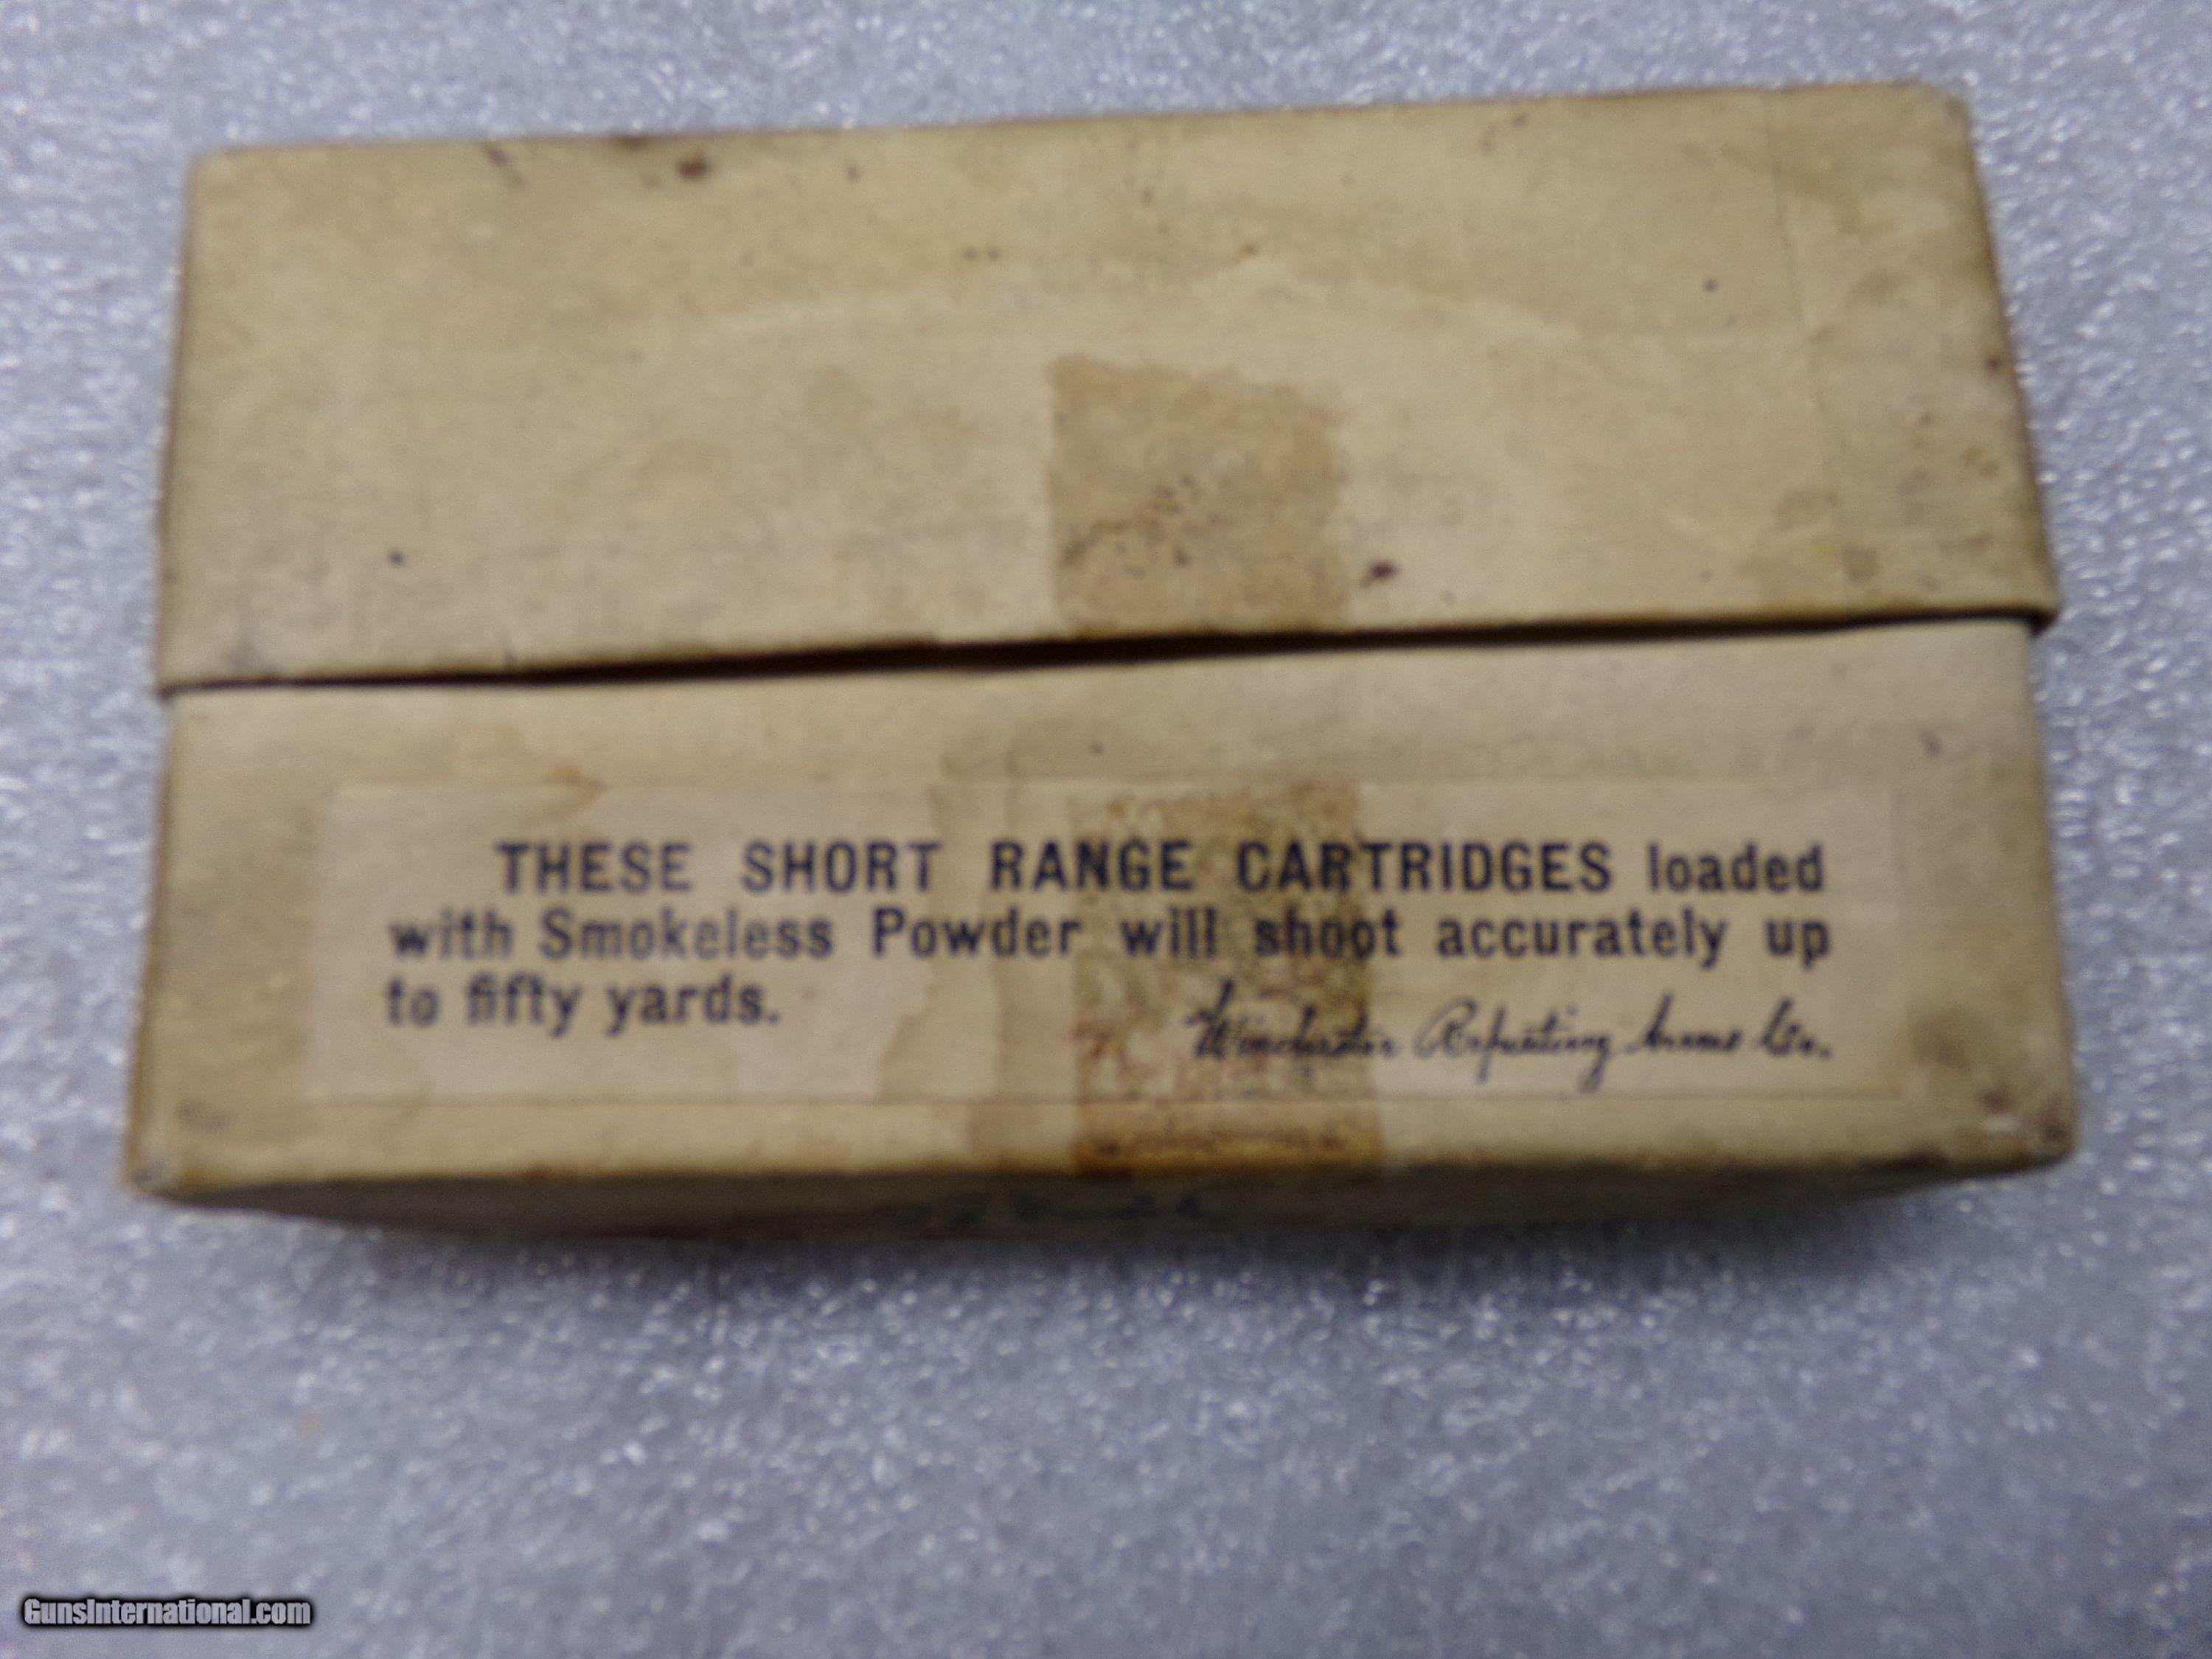 THESE SHORT RANGE CARTRIDGES loaded
with Smokeless Powder will shoot accurately up
to fifty yards.
Winchester Repeating Arms Co.
GunsInternational.com